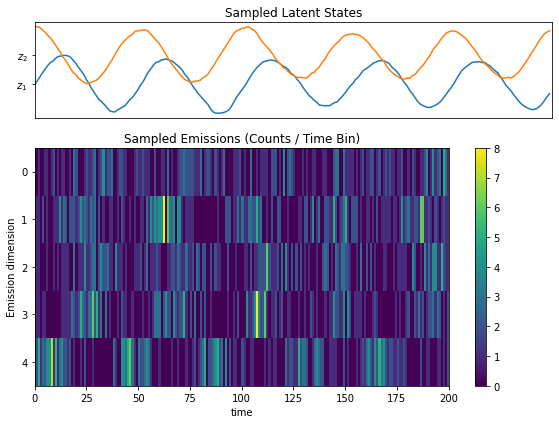 Sampled Latent States
z2
z1
Sampled Emissions (Counts / Time Bin)
Emission dimension
0
1
2
3
4
0 25 50 75 100 125 150 175 200
time
8
7
6
5
4
3
2
1
0